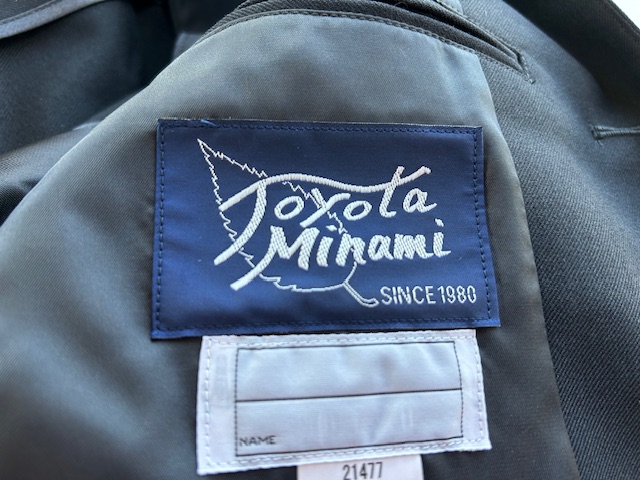 Toyota
Minami
SINCE 1980
NAME
21477